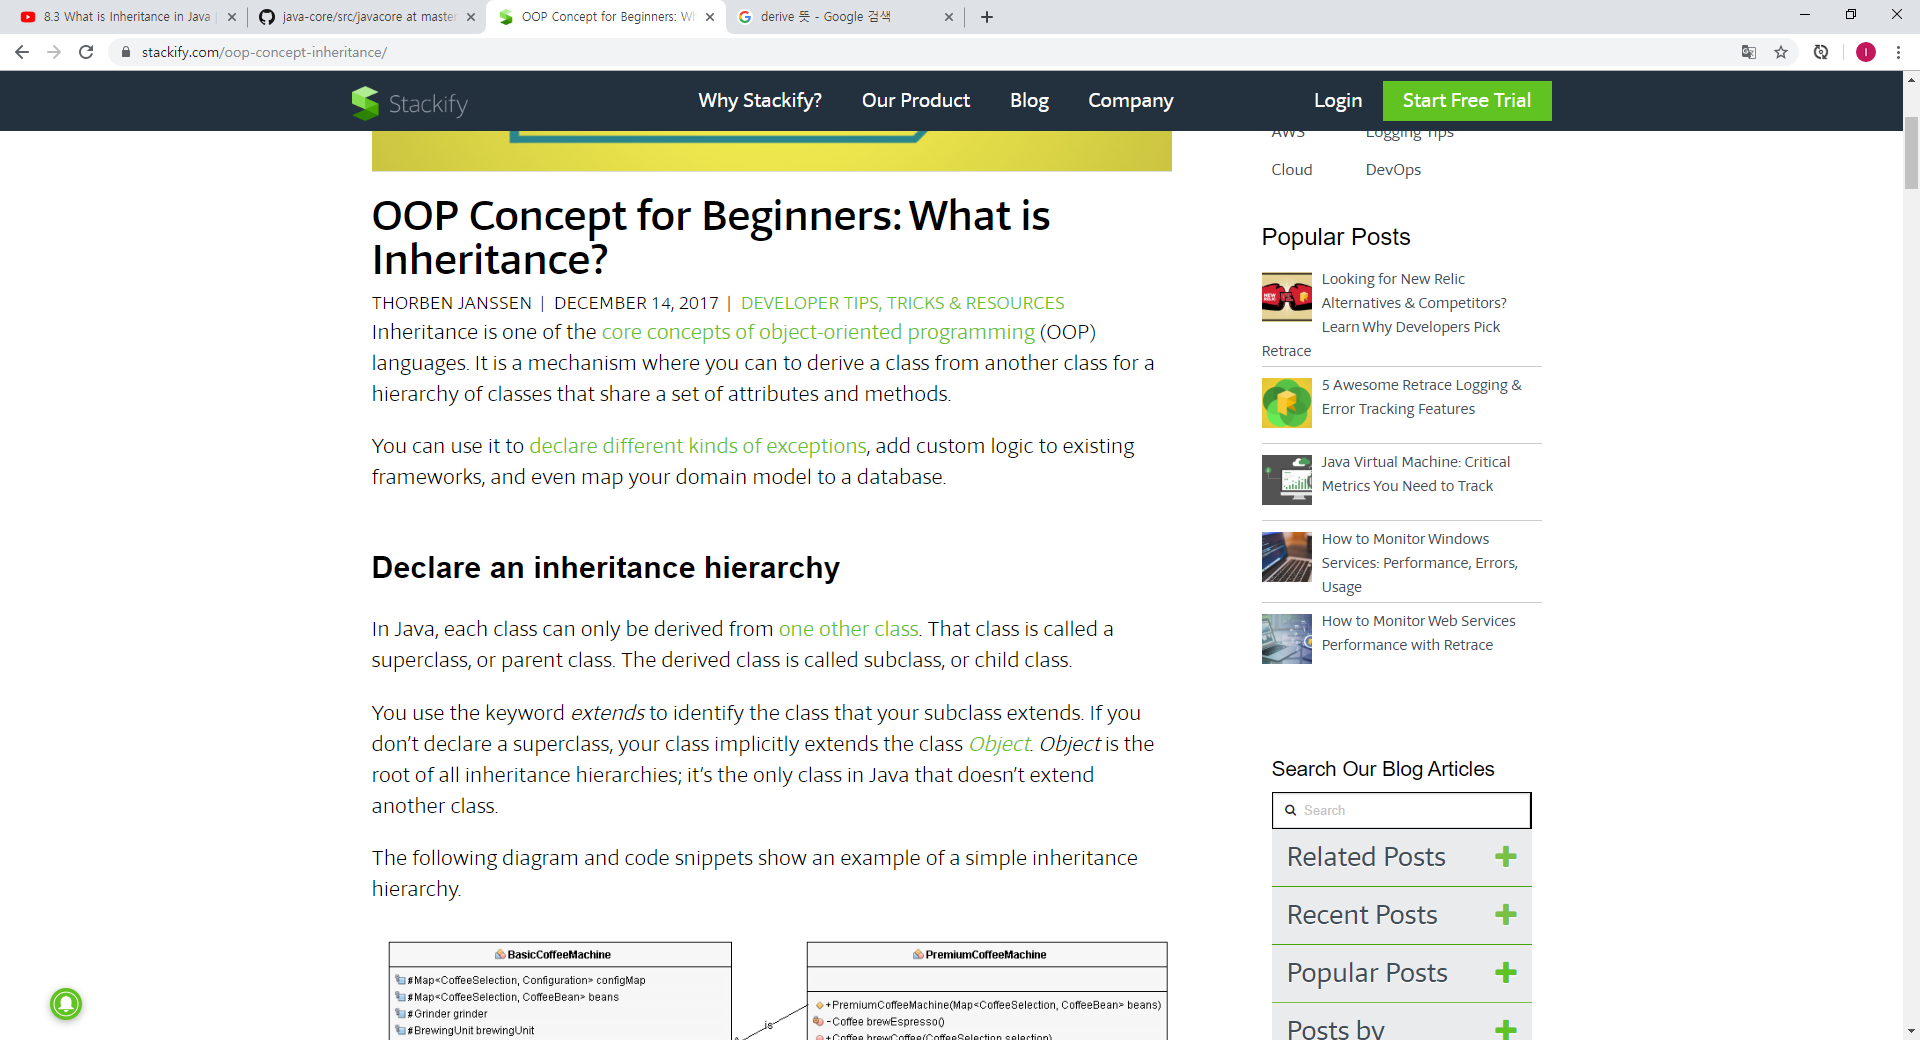 8.3 What is Inheritance in Java
java-core/src/javacore at master
OOP Concept for Beginners: Wh
derive 뜻 - Google 검색
stackify.com/oop-concept-inheritance/
I
Stackify
Why Stackify?
Our Product
Blog
Company
Login
Start Free Trial
AWS
Logging Tips
Cloud
DevOps
OOP Concept for Beginners: What is
Inheritance?
THORBEN JANSSEN | DECEMBER 14, 2017 | DEVELOPER TIPS, TRICKS & RESOURCES
Inheritance is one of the core concepts of object-oriented programming (OOP)
languages. It is a mechanism where you can to derive a class from another class for a
hierarchy of classes that share a set of attributes and methods.
You can use it to declare different kinds of exceptions, add custom logic to existing
frameworks, and even map your domain model to a database.
Declare an inheritance hierarchy
In Java, each class can only be derived from one other class. That class is called a
superclass, or parent class. The derived class is called subclass, or child class.
You use the keyword extends to identify the class that your subclass extends. If you
don’t declare a superclass, your class implicitly extends the class Object. Object is the
root of all inheritance hierarchies; it’s the only class in Java that doesn’t extend
another class.
The following diagram and code snippets show an example of a simple inheritance
hierarchy.
BasicCoffeeMachine
#Map<CoffeeSelection, Configuration> configMap
#Map<CoffeeSelection, CoffeeBean> beans
#Grinder grinder
#BrewingUnit brewingUnit
is
PremiumCoffeeMachine
+PremiumCoffeeMachine(Map<CoffeeSelection, CoffeeBean> beans)
-Coffee brewEspresso()
+Coffee brewCoffee(CoffeeSelection selection)
Popular Posts
Looking for New Relic
Alternatives & Competitors?
Learn Why Developers Pick
Retrace
5 Awesome Retrace Logging &
Error Tracking Features
Java Virtual Machine: Critical
Metrics You Need to Track
How to Monitor Windows
Services: Performance, Errors,
Usage
How to Monitor Web Services
Performance with Retrace
Search Our Blog Articles
Search
Related Posts
Recent Posts
Popular Posts
Posts by